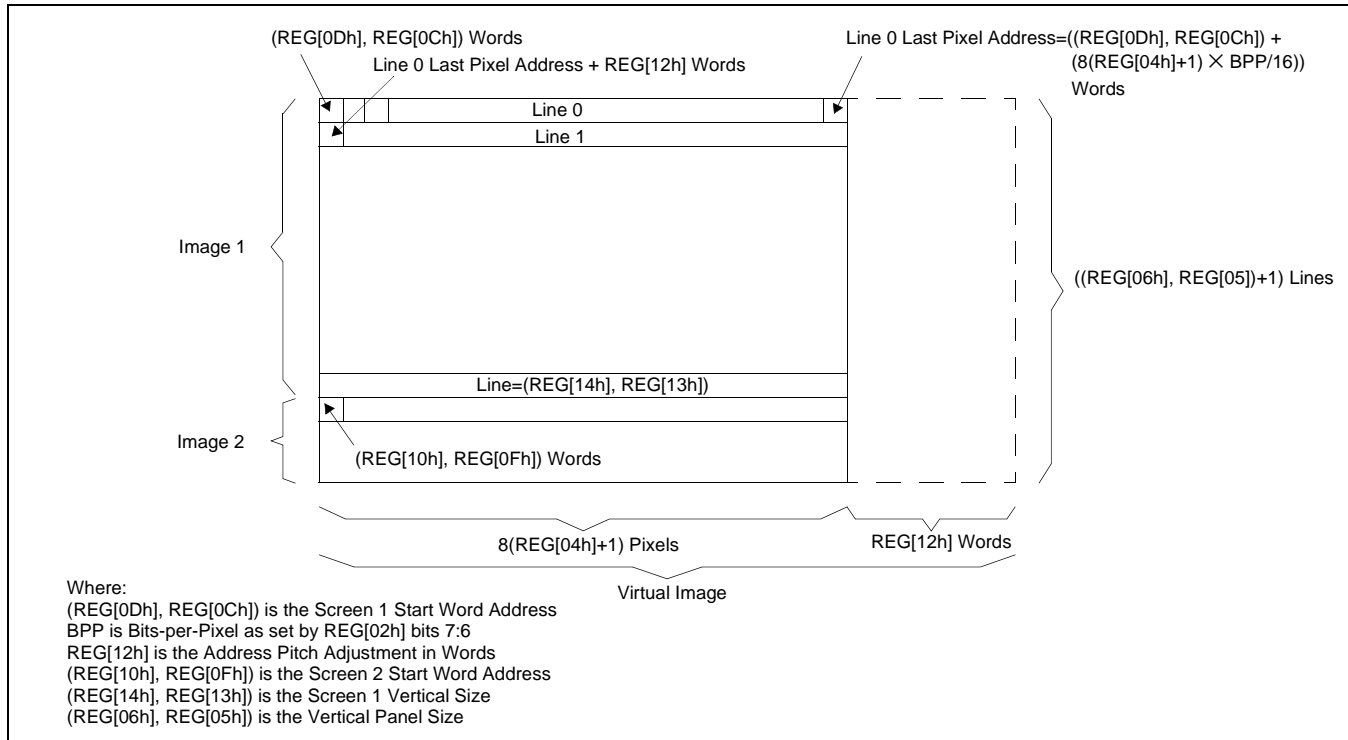 (REG[0Dh], REG[0Ch]) Words
Line 0 Last Pixel Address=((REG[0Dh], REG[0Ch]) +
(8(REG[04h]+1) × BPP/16))
Words
Line 0 Last Pixel Address + REG[12h] Words
Line 0
Line 1
Image 1
((REG[06h], REG[05])+1) Lines
Line=(REG[14h], REG[13h])
Image 2
(REG[10h], REG[0Fh]) Words
8(REG[04h]+1) Pixels
REG[12h] Words
Virtual Image
Where:
(REG[0Dh], REG[0Ch]) is the Screen 1 Start Word Address
BPP is Bits-per-Pixel as set by REG[02h] bits 7:6
REG[12h] is the Address Pitch Adjustment in Words
(REG[10h], REG[0Fh]) is the Screen 2 Start Word Address
(REG[14h], REG[13h]) is the Screen 1 Vertical Size
(REG[06h], REG[05h]) is the Vertical Panel Size